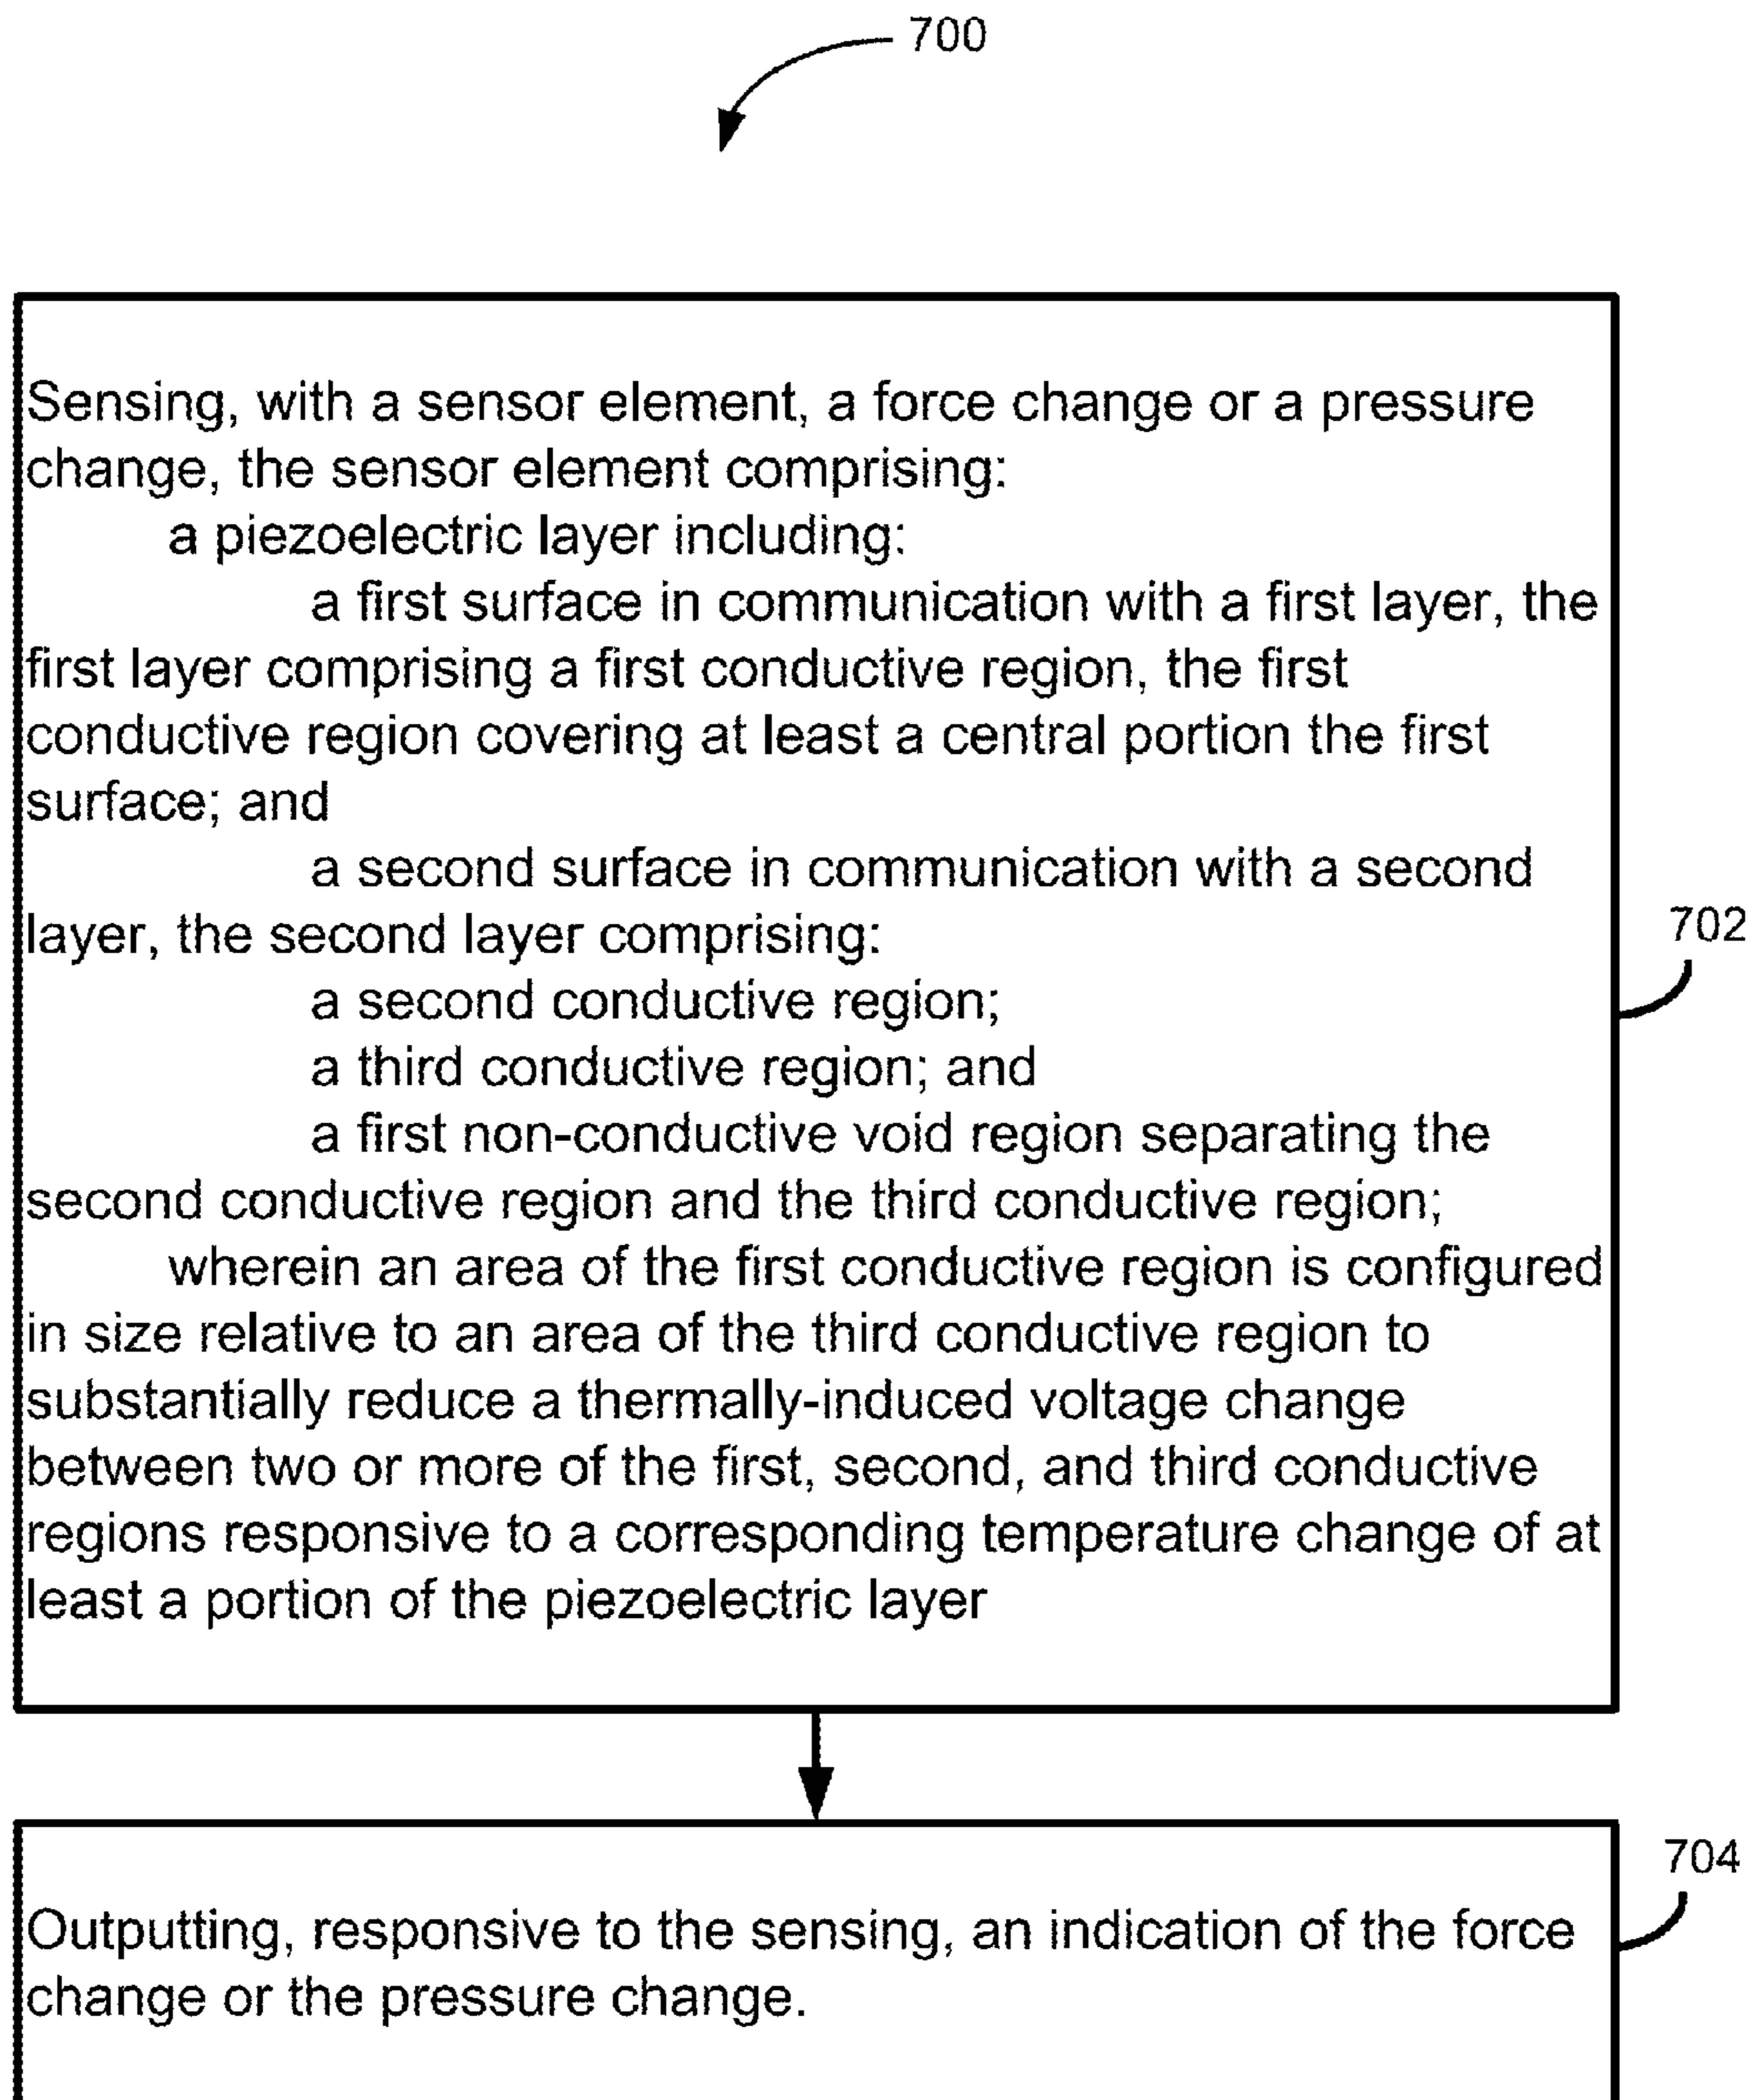 700
Sensing, with a sensor element, a force change or a pressure
change, the sensor element comprising:
a piezoelectric layer including:
a first surface in communication with a first layer, the
first layer comprising a first conductive region, the first
conductive region covering at least a central portion the first
surface; and
a second surface in communication with a second
layer, the second layer comprising:
a second conductive region;
a third conductive region; and
a first non-conductive void region separating the
second conductive region and the third conductive region;
wherein an area of the first conductive region is configured
in size relative to an area of the third conductive region to
substantially reduce a thermally-induced voltage change
between two or more of the first, second, and third conductive
regions responsive to a corresponding temperature change of at
least a portion of the piezoelectric layer
702
704
Outputting, responsive to the sensing, an indication of the force
change or the pressure change.